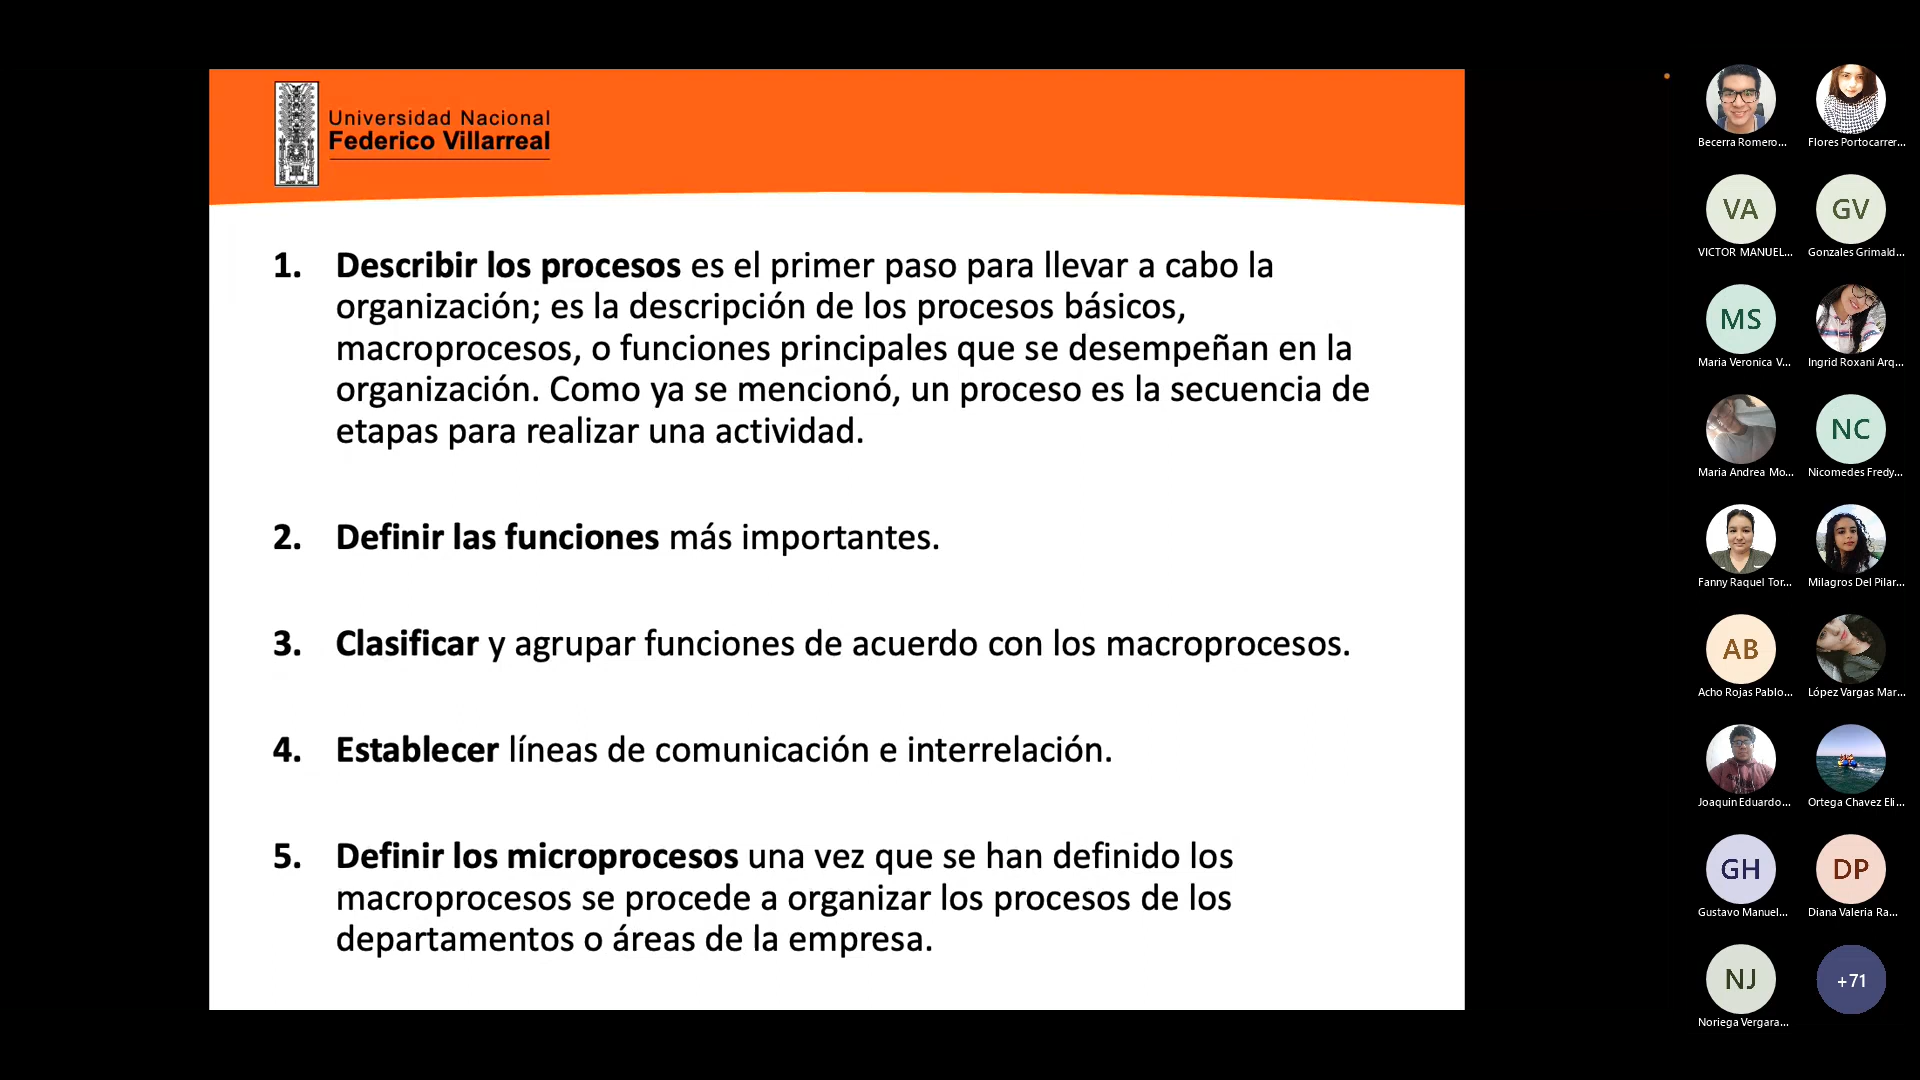 Universidad Nacional
Federico Villarreal
1. Describir los procesos es el primer paso para llevar a cabo la
organización; es la descripción de los procesos básicos,
macroprocesos, o funciones principales que se desempeñan en la
organización. Como ya se mencionó, un proceso es la secuencia de
etapas para realizar una actividad.
2. Definir las funciones más importantes.
3. Clasificar y agrupar funciones de acuerdo con los macroprocesos.
4. Establecer líneas de comunicación e interrelación.
5. Definir los microprocesos una vez que se han definido los
macroprocesos se procede a organizar los procesos de los
departamentos o áreas de la empresa.
Becerra Romero...
Flores Portocarrer...
VA
VICTOR MANUEL...
GV
Gonzales Grimald...
MS
Maria Veronica V...
Ingrid Roxani Arq...
Maria Andrea Mo...
NC
Nicomedes Fredy...
Fanny Raquel Tor...
Milagros Del Pilar...
AB
Acho Rojas Pablo...
López Vargas Mar...
Joaquin Eduardo...
Ortega Chavez Eli...
GH
Gustavo Manuel...
DP
Diana Valeria Ra...
NJ
Noriega Vergara...
+71